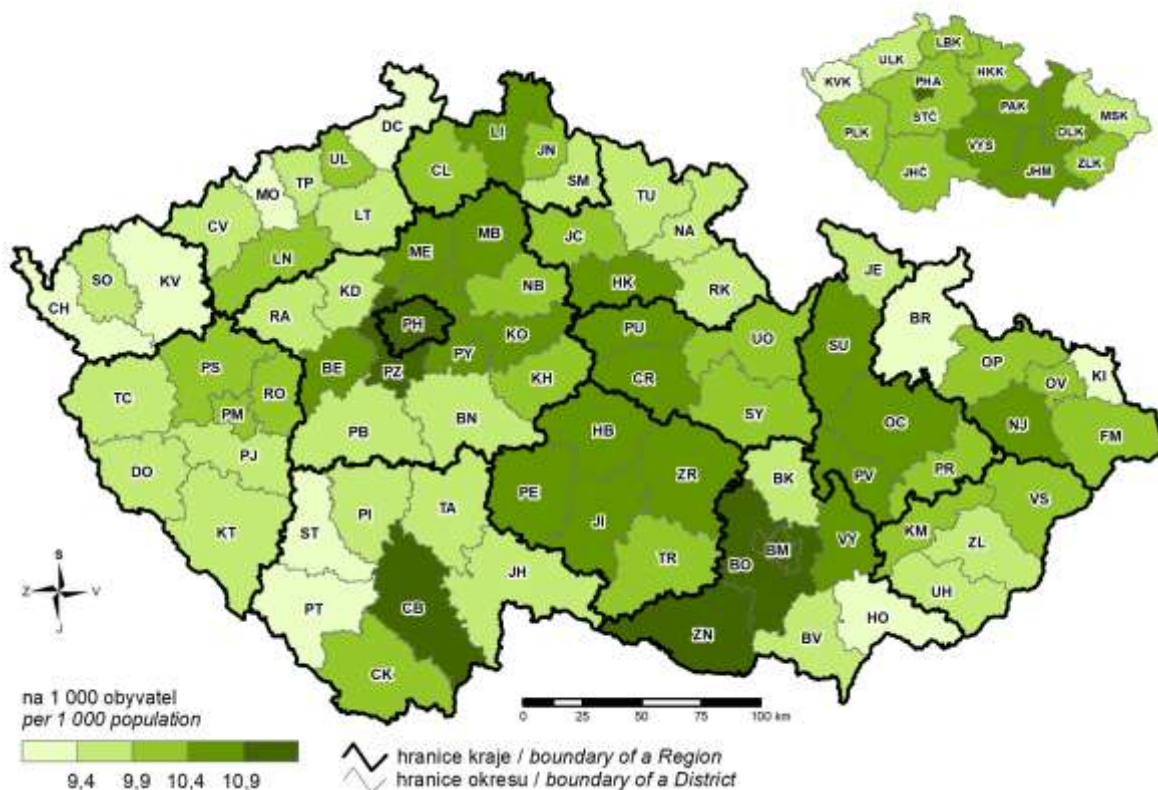 LBK
ULK
HKK
KVK
PHA
PAK
STČ
MSK
PLK
OLK
VYS
ZLK
JHČ
JHM
DC
LI
UL
JN
CL
TP
MO
SM
TU
LT
CV
MB
JC
NA
ME
LN
SO
KV
HK
JE
KD
NB
RK
CH
RA
BR
PH
KO
PU
UO
SU
PY
PS
BE
PZ
OP
KI
RO
KH
CR
OV
TC
PM
SY
OC
NJ
BN
FM
PB
HB
PJ
DO
ZR
PV
PR
BK
VS
PE
PI
TA
JI
ST
KM
VY
KT
ZL
TR
BM
BO
JH
UH
PT
CB
HO
ZN
BV
CK
S
Z V
J
na 1 000 obyvatel
per 1 000 population
9,4 9,9 10,4 10,9
0 25 50 75 100 km
hranice kraje / boundary of a Region
hranice okresu / boundary of a District